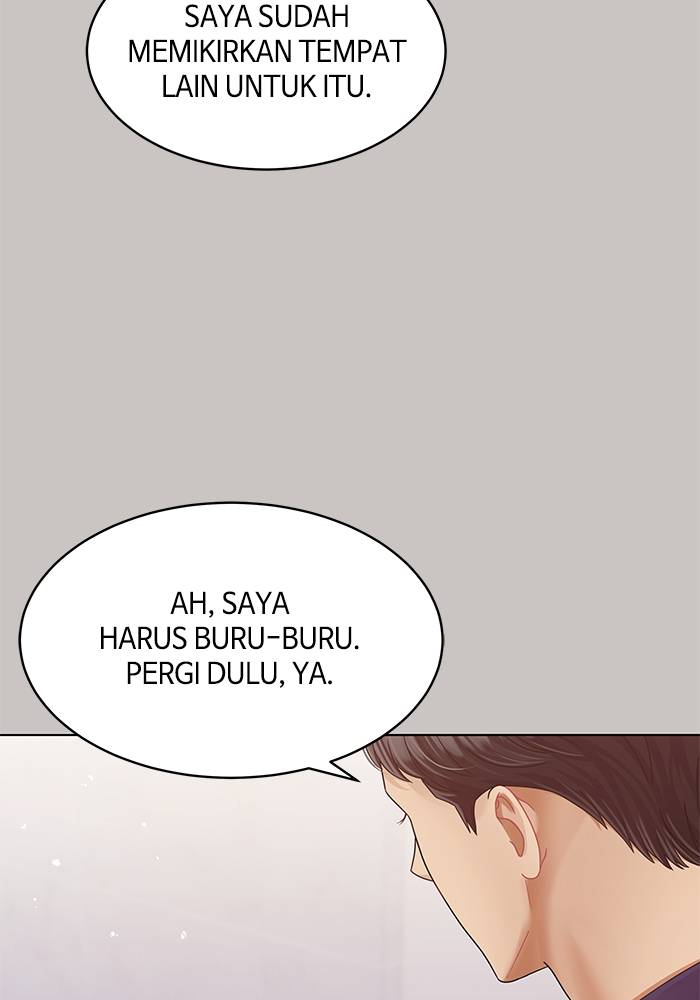 SAYA SUDAH
MEMIKIRKAN TEMPAT
LAIN UNTUK ITU.
AH, SAYA
HARUS BURU-BURU.
PERGI DULU, YA.